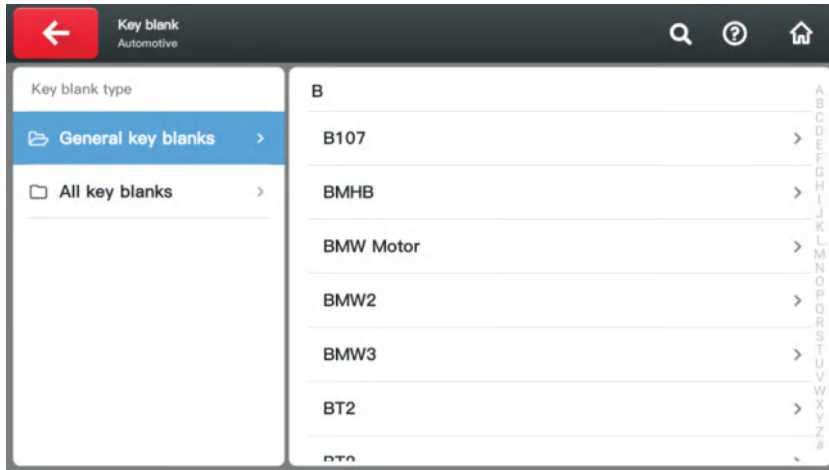 Key blank
Automotive
Key blank type
General key blanks
All key blanks
B
B107
BMHB
BMW Motor
BMW2
BMW3
BT2
A
B
C
D
E
F
G
H
I
J
K
L
M
N
O
P
Q
R
S
T
U
V
W
X
Y
Z
#